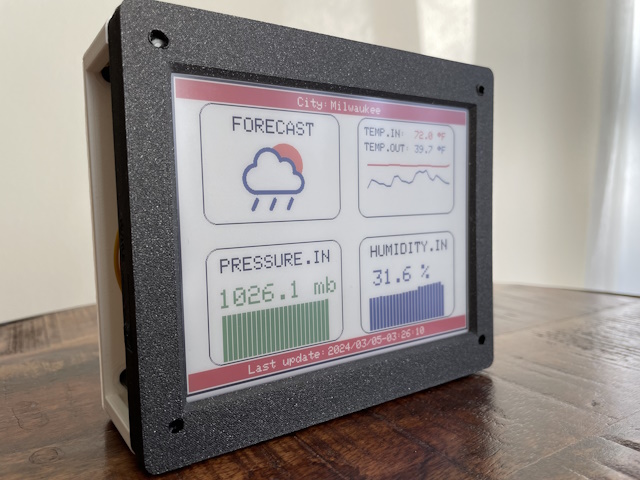 City: Milwaukee
FORECAST
TEMP.IN: 72.0 °F
TEMP.OUT: 39.7 °F
PRESSURE.IN
1026.1 mb
HUMIDITY.IN
31.6 %
Last update: 2024/03/05-03:26:10